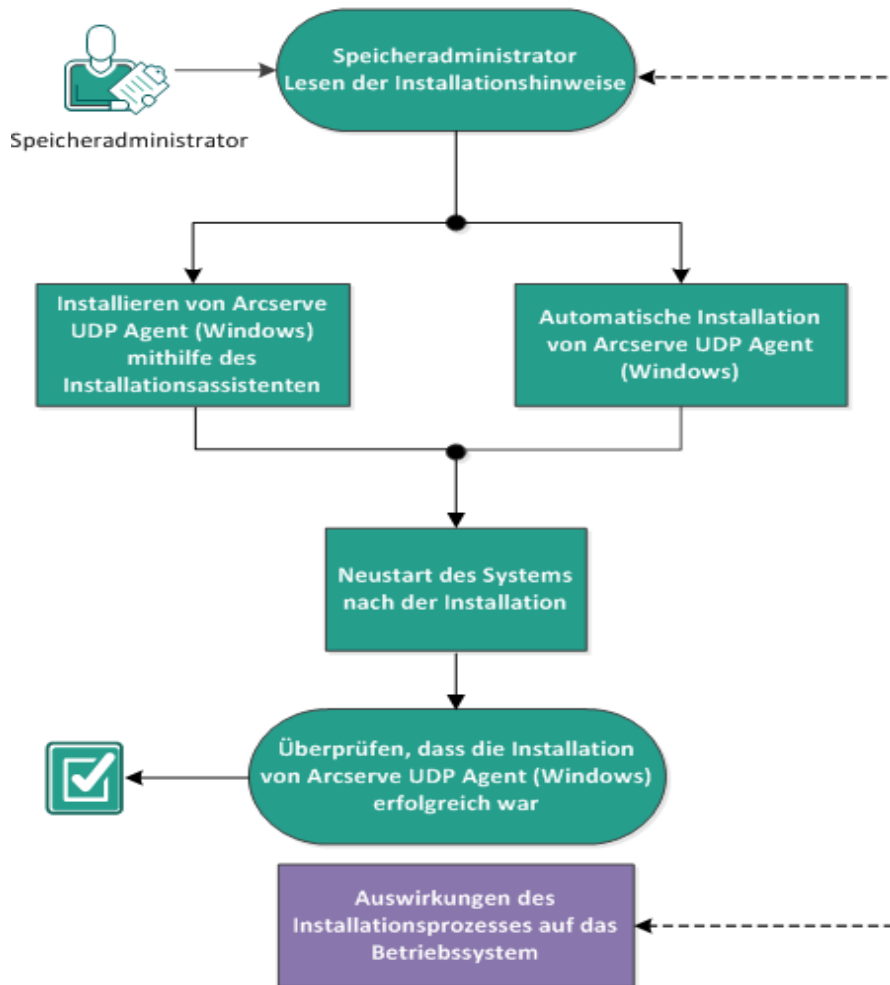 Speicheradministrator
Lesen der Installationshinweise
Speicheradministrator
Installieren von Arcserve
UDP Agent (Windows)
mithilfe des
Installationsassistenten
Automatische Installation
von Arcserve UDP Agent
(Windows)
Neustart des Systems
nach der Installation
Überprüfen, dass die Installation
von Arcserve UDP Agent (Windows)
erfolgreich war
Auswirkungen des
Installationsprozesses auf das
Betriebssystem